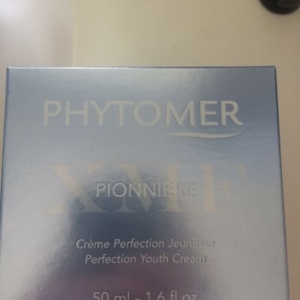 PHYTOMER
XMF
PIONNIÈRE
Crème Perfection Jeunesse
Perfection Youth Cream
50 ml - 1.6 fl.oz